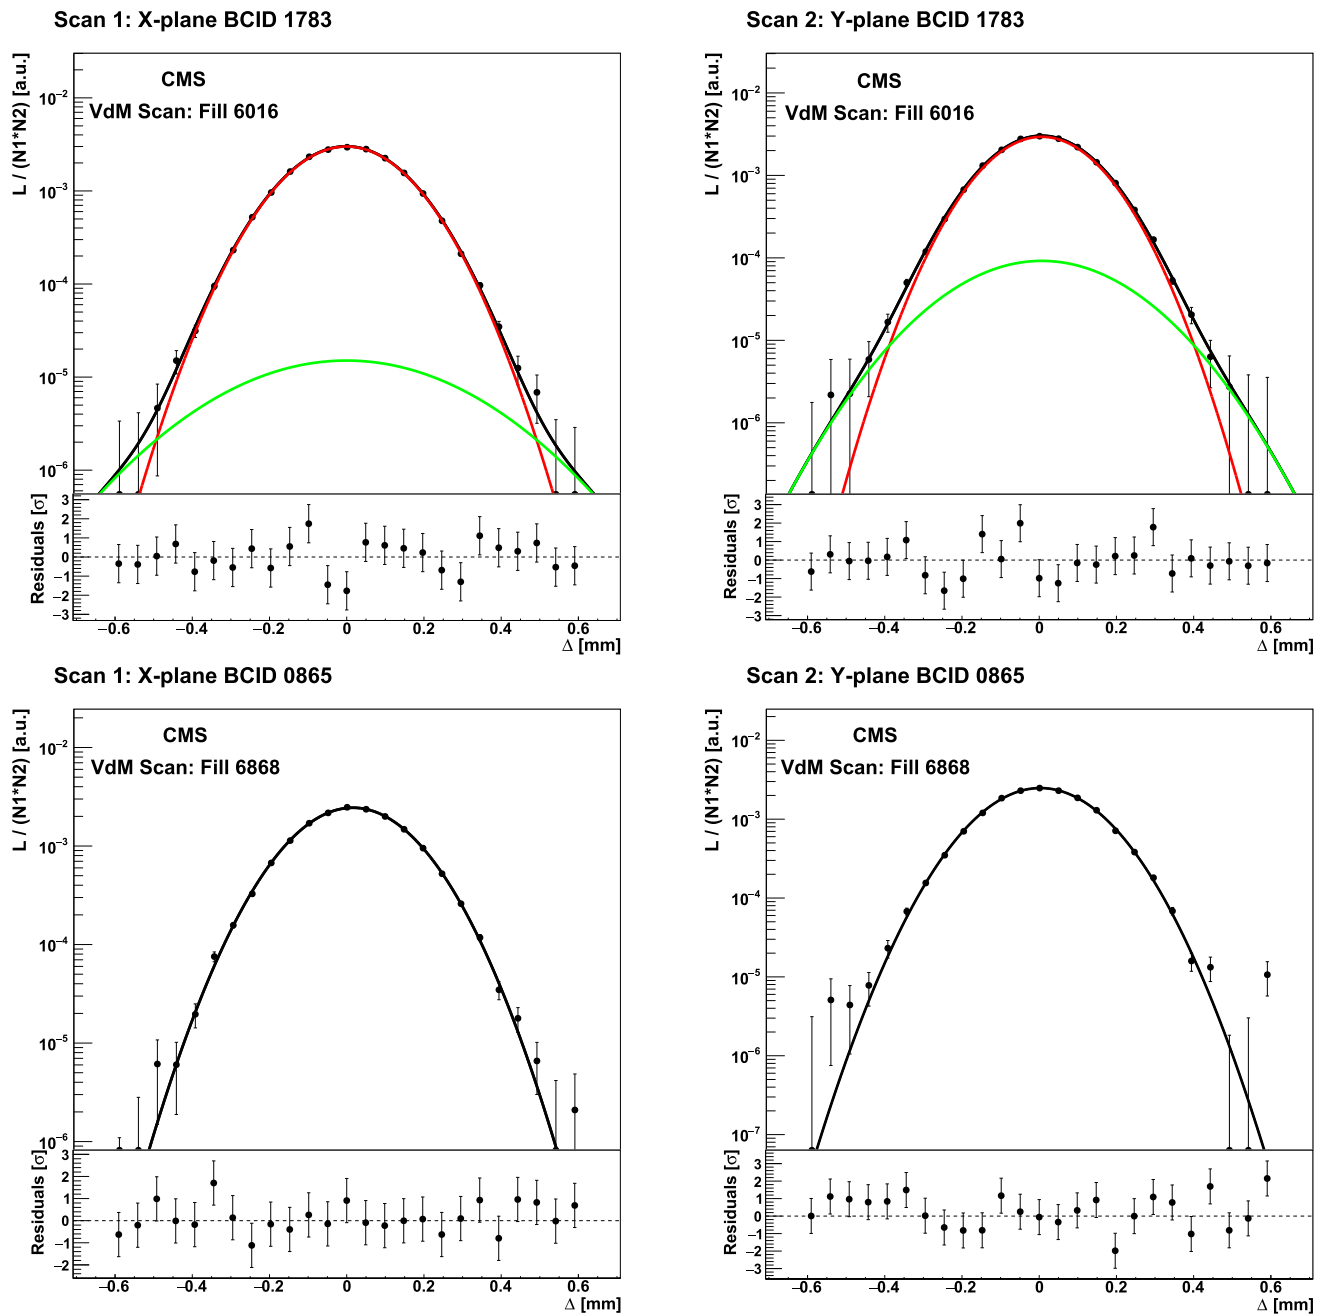 Scan 1: X-plane BCID 1783
CMS
VdM Scan: Fill 6016
L / (N1*N2) [a.u.]
10⁻²
10⁻³
10⁻⁴
10⁻⁵
10⁻⁶
Residuals [σ]
3
2
1
0
−1
−2
−3
−0.6 −0.4 −0.2 0 0.2 0.4 0.6
Δ [mm]
Scan 2: Y-plane BCID 1783
CMS
VdM Scan: Fill 6016
L / (N1*N2) [a.u.]
10⁻²
10⁻³
10⁻⁴
10⁻⁵
10⁻⁶
Residuals [σ]
3
2
1
0
−1
−2
−3
−0.6 −0.4 −0.2 0 0.2 0.4 0.6
Δ [mm]
Scan 1: X-plane BCID 0865
CMS
VdM Scan: Fill 6868
L / (N1*N2) [a.u.]
10⁻²
10⁻³
10⁻⁴
10⁻⁵
10⁻⁶
Residuals [σ]
3
2
1
0
−1
−2
−0.6 −0.4 −0.2 0 0.2 0.4 0.6
Δ [mm]
Scan 2: Y-plane BCID 0865
CMS
VdM Scan: Fill 6868
L / (N1*N2) [a.u.]
10⁻²
10⁻³
10⁻⁴
10⁻⁵
10⁻⁶
10⁻⁷
Residuals [σ]
3
2
1
0
−1
−2
−3
−0.6 −0.4 −0.2 0 0.2 0.4 0.6
Δ [mm]